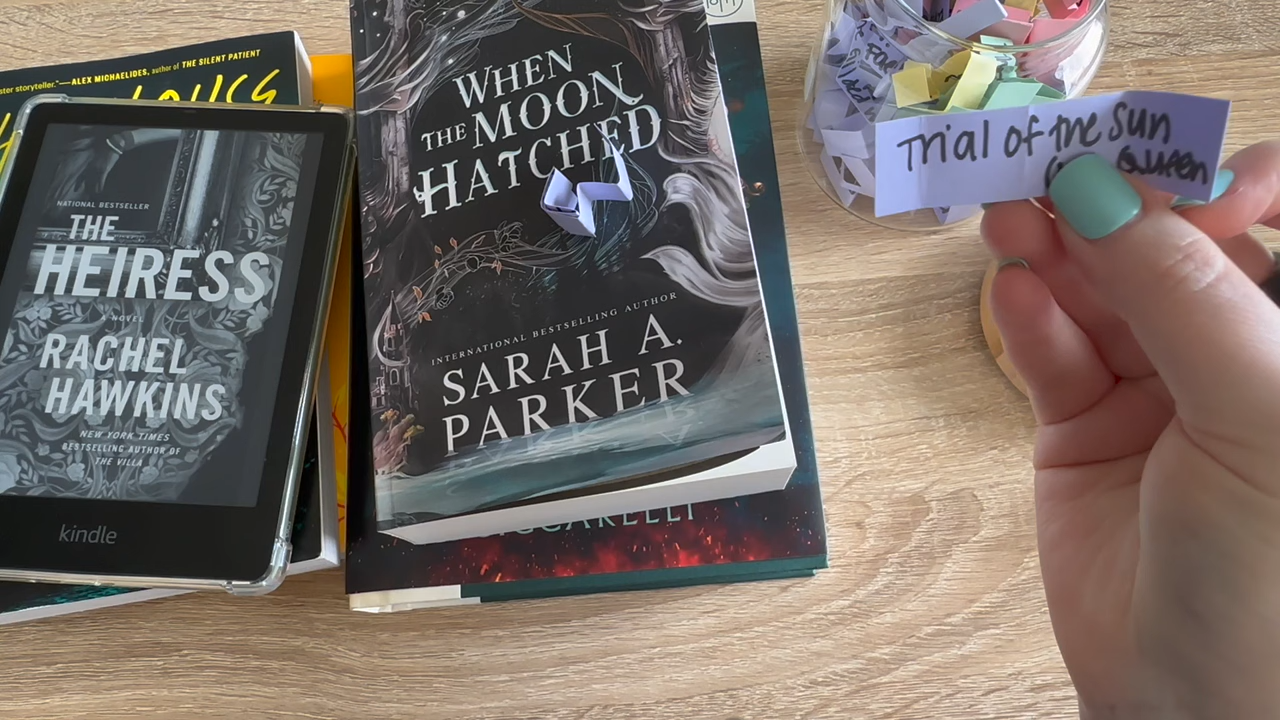 ster storyteller."—ALEX MICHAELIDES, author of THE SILENT PATIENT
NATIONAL BESTSELLER
THE
HEIRESS
A NOVEL
RACHEL
HAWKINS
NEW YORK TIMES
BESTSELLING AUTHOR OF
THE VILLA
kindle
WHEN
THE MOON
HATCHED
INTERNATIONAL BESTSELLING AUTHOR
SARAH A.
PARKER
CCARELLI
Trial of the Sun
Queen